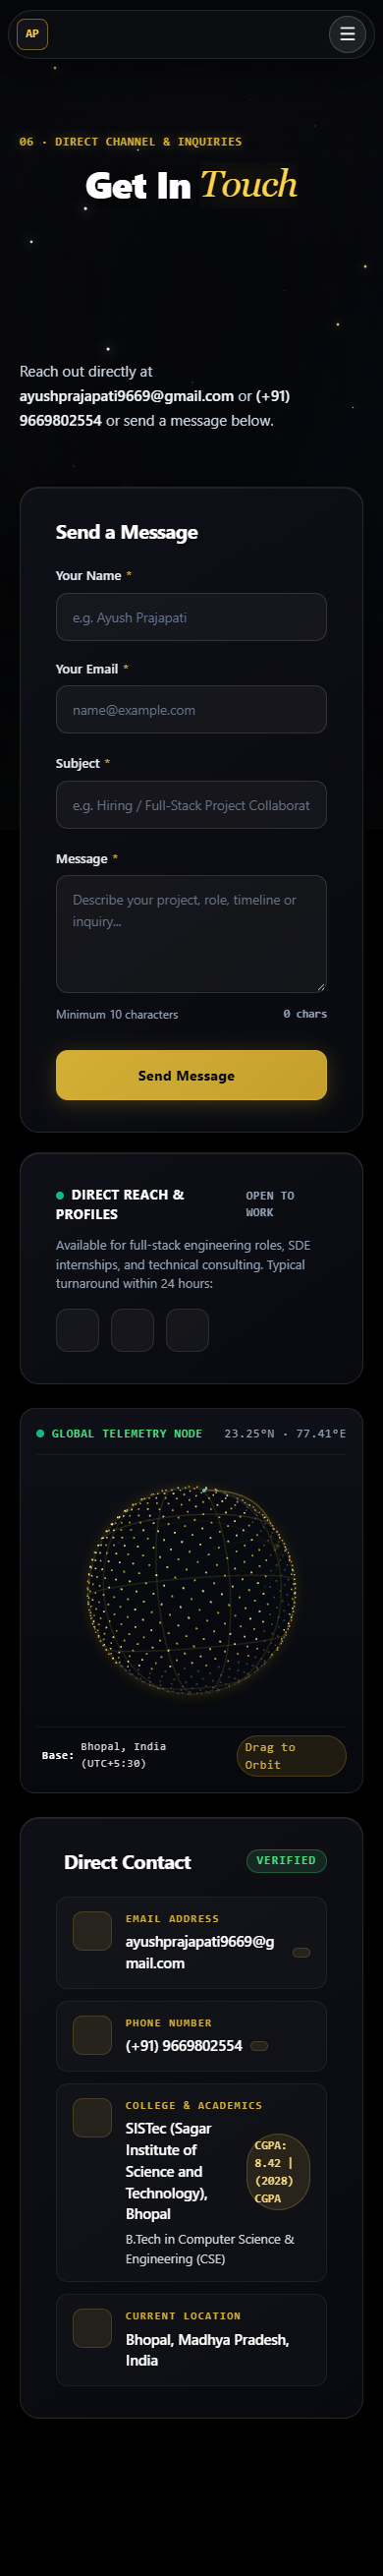 AP
06 · DIRECT CHANNEL & INQUIRIES
Get In Touch
Reach out directly at
ayushprajapati9669@gmail.com or (+91)
9669802554 or send a message below.
Send a Message
Your Name *
e.g. Ayush Prajapati
Your Email *
name@example.com
Subject *
e.g. Hiring / Full-Stack Project Collaborat
Message *
Describe your project, role, timeline or
inquiry...
Minimum 10 characters
0 chars
Send Message
DIRECT REACH &
PROFILES
OPEN TO
WORK
Available for full-stack engineering roles, SDE
internships, and technical consulting. Typical
turnaround within 24 hours:
GLOBAL TELEMETRY NODE
23.25°N · 77.41°E
Base:
Bhopal, India
(UTC+5:30)
Drag to
Orbit
Direct Contact
VERIFIED
EMAIL ADDRESS
ayushprajapati9669@g
mail.com
PHONE NUMBER
(+91) 9669802554
COLLEGE & ACADEMICS
SISTec (Sagar
Institute of
Science and
Technology),
Bhopal
CGPA:
8.42 |
(2028)
CGPA
B.Tech in Computer Science &
Engineering (CSE)
CURRENT LOCATION
Bhopal, Madhya Pradesh,
India